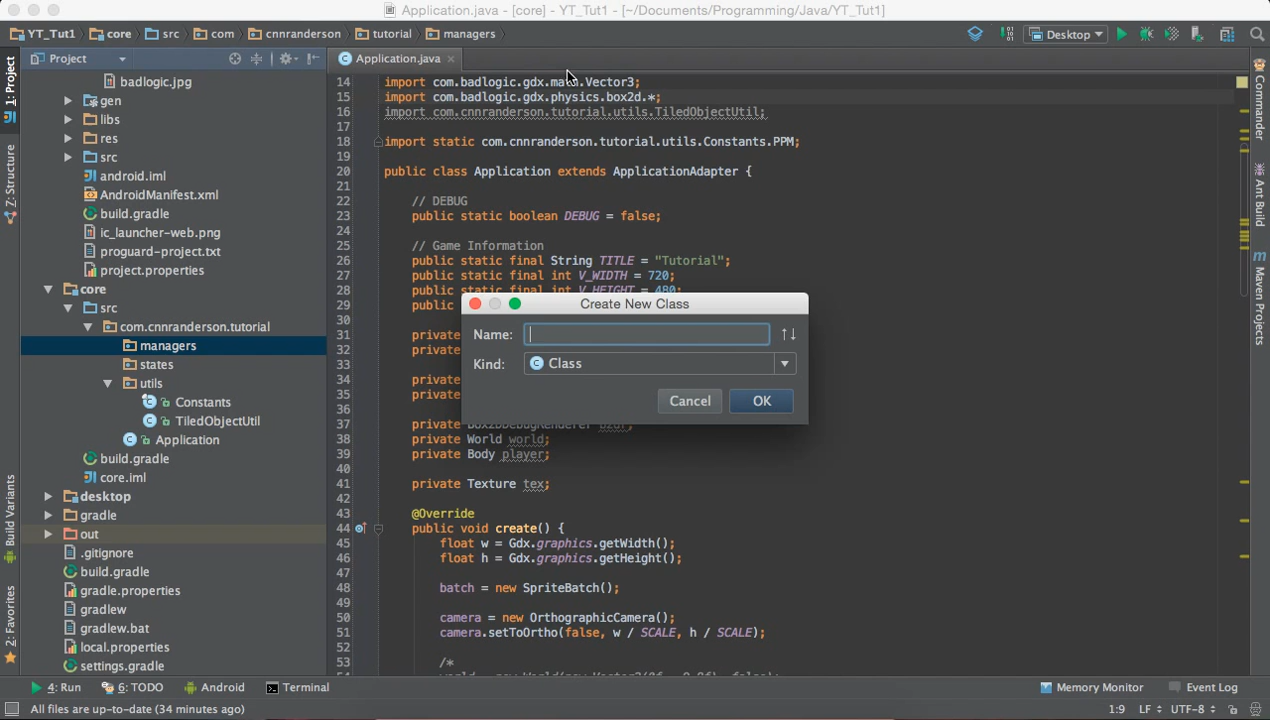 Application.java - [core] - YT_Tut1 - [~/Documents/Programming/Java/YT_Tut1]
YT_Tut1
core
src
com
cnnranderson
tutorial
managers
Desktop
Project
Application.java
1: Project
Z: Structure
Build Variants
2: Favorites
badlogic.jpg
gen
libs
res
src
android.iml
AndroidManifest.xml
build.gradle
ic_launcher-web.png
proguard-project.txt
project.properties
core
src
com.cnnranderson.tutorial
managers
states
utils
Constants
TiledObjectUtil
Application
build.gradle
core.iml
desktop
gradle
out
.gitignore
build.gradle
gradle.properties
gradlew
gradlew.bat
local.properties
settings.gradle
14 import com.badlogic.gdx.math.Vector3;
15 import com.badlogic.gdx.physics.box2d.*;
16 import com.cnnranderson.tutorial.utils.TiledObjectUtil;
17
18 import static com.cnnranderson.tutorial.utils.Constants.PPM;
19
20 public class Application extends ApplicationAdapter {
21
22 // DEBUG
23 public static boolean DEBUG = false;
24
25 // Game Information
26 public static final String TITLE = "Tutorial";
27 public static final int V_WIDTH = 720;
28 public static final int V_HEIGHT = 480;
29 public
30
31 private
32 private
33
34 private
35 private
36
37 private
38 private World world;
39 private Body player;
40
41 private Texture tex;
42
43 @Override
44 public void create() {
45 float w = Gdx.graphics.getWidth();
46 float h = Gdx.graphics.getHeight();
47
48 batch = new SpriteBatch();
49
50 camera = new OrthographicCamera();
51 camera.setToOrtho(false, w / SCALE, h / SCALE);
52
53 /*
Create New Class
Name:
Kind: Class
Cancel OK
Commander
Ant Build
Maven Projects
4: Run
6: TODO
Android
Terminal
Memory Monitor
Event Log
All files are up-to-date (34 minutes ago)
1:9
LF
UTF-8